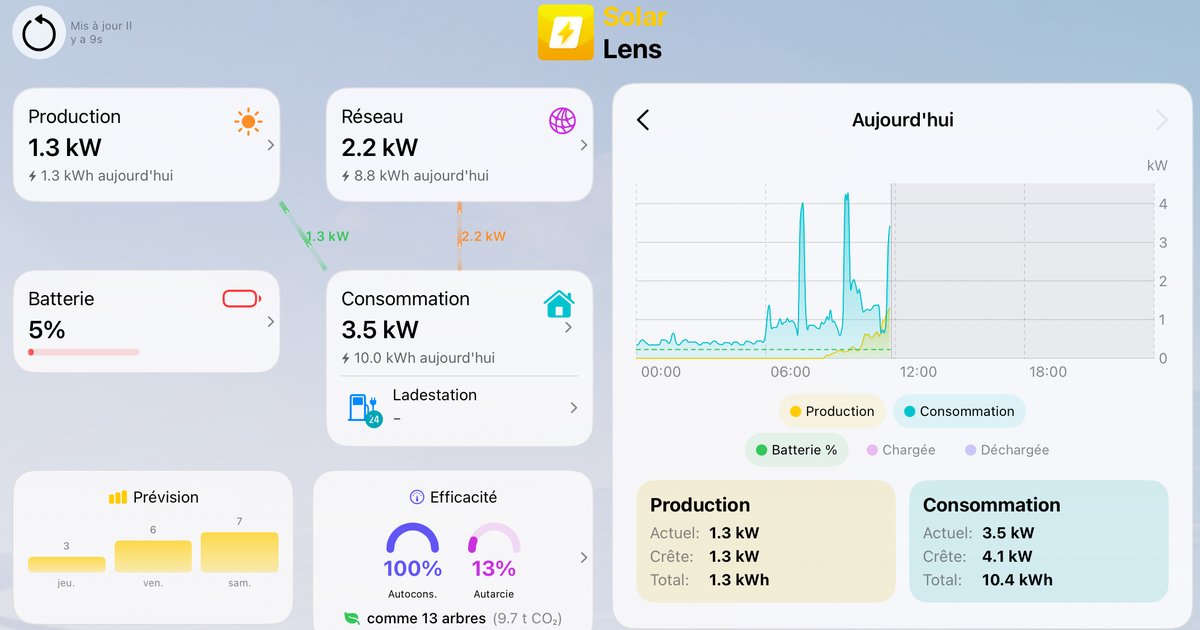 Mis à jour Il
y a 9s
Solar
Lens
Production
1.3 kW
1.3 kWh aujourd'hui
Réseau
2.2 kW
8.8 kWh aujourd'hui
1.3 kW
2.2 kW
Batterie
5%
Consommation
3.5 kW
10.0 kWh aujourd'hui
Ladestation
24
–
Prévision
3
6
7
jeu.
ven.
sam.
Efficacité
100%
13%
Autocons.
Autarcie
comme 13 arbres (9.7 t CO₂)
Aujourd'hui
kW
4
3
2
1
0
00:00
06:00
12:00
18:00
Production
Consommation
Batterie %
Chargée
Déchargée
Production
Actuel: 1.3 kW
Crête: 1.3 kW
Total: 1.3 kWh
Consommation
Actuel: 3.5 kW
Crête: 4.1 kW
Total: 10.4 kWh